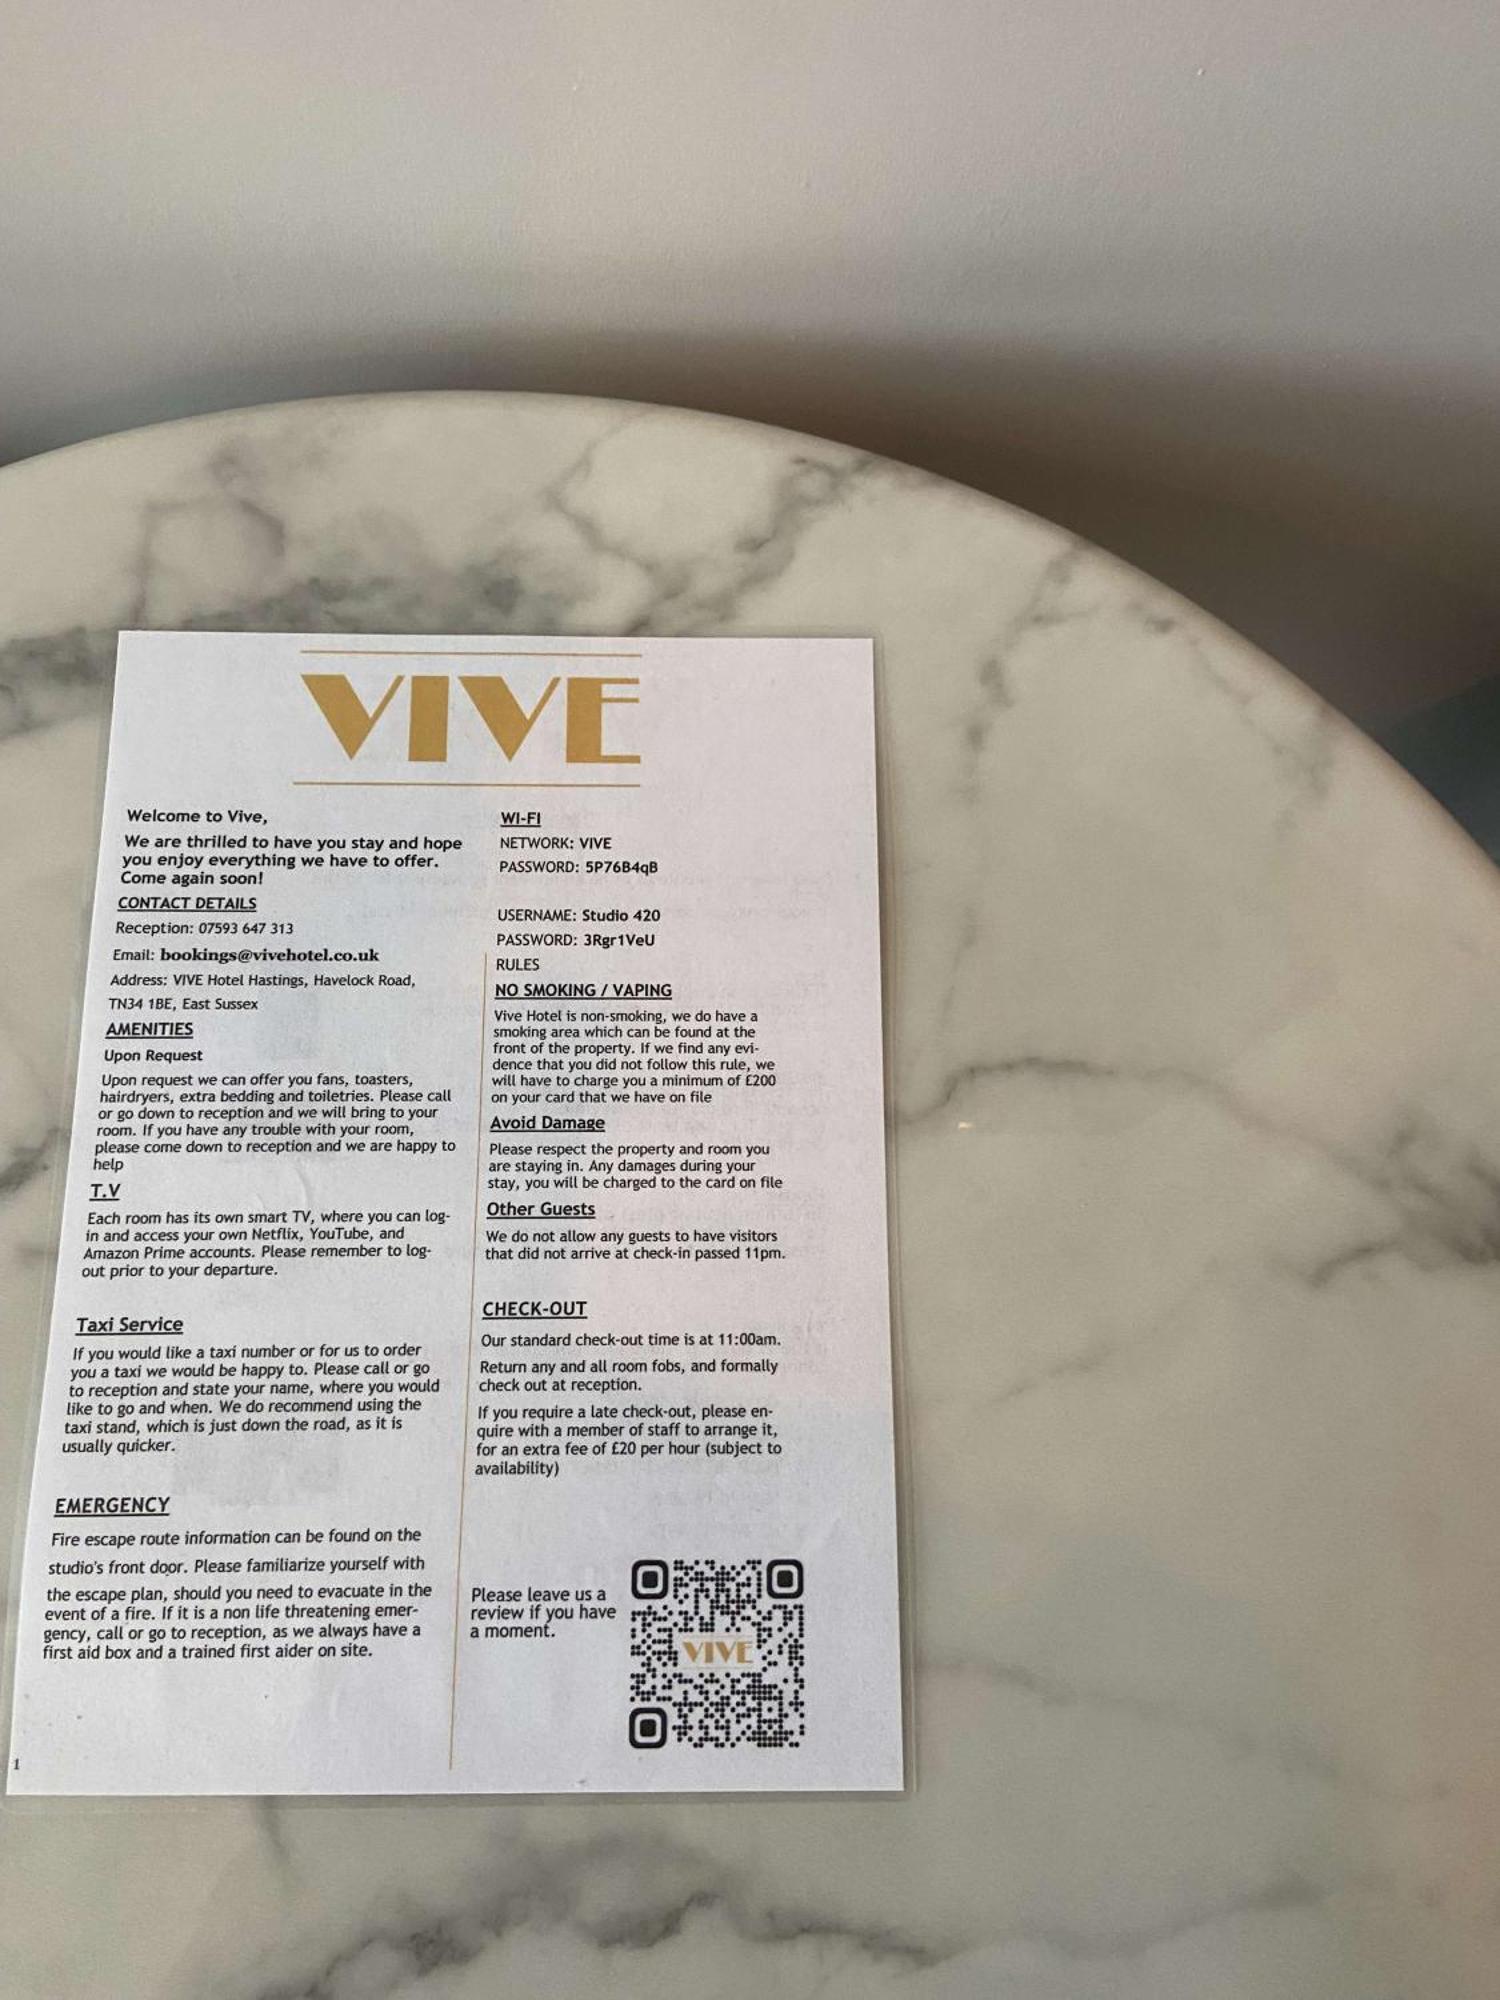 VIVE
Welcome to Vive,
We are thrilled to have you stay and hope
you enjoy everything we have to offer.
Come again soon!
CONTACT DETAILS
Reception: 07593 647 313
Email: bookings@vivehotel.co.uk
Address: VIVE Hotel Hastings, Havelock Road,
TN34 1BE, East Sussex
AMENITIES
Upon Request
Upon request we can offer you fans, toasters,
hairdryers, extra bedding and toiletries. Please call
or go down to reception and we will bring to your
room. If you have any trouble with your room,
please come down to reception and we are happy to
help
T.V
Each room has its own smart TV, where you can log-
in and access your own Netflix, YouTube, and
Amazon Prime accounts. Please remember to log-
out prior to your departure.
Taxi Service
If you would like a taxi number or for us to order
you a taxi we would be happy to. Please call or go
to reception and state your name, where you would
like to go and when. We do recommend using the
taxi stand, which is just down the road, as it is
usually quicker.
EMERGENCY
Fire escape route information can be found on the
studio's front door. Please familiarize yourself with
the escape plan, should you need to evacuate in the
event of a fire. If it is a non life threatening emer-
gency, call or go to reception, as we always have a
first aid box and a trained first aider on site.
1
WI-FI
NETWORK: VIVE
PASSWORD: 5P76B4qB
USERNAME: Studio 420
PASSWORD: 3Rgr1VeU
RULES
NO SMOKING / VAPING
Vive Hotel is non-smoking, we do have a
smoking area which can be found at the
front of the property. If we find any evi-
dence that you did not follow this rule, we
will have to charge you a minimum of £200
on your card that we have on file
Avoid Damage
Please respect the property and room you
are staying in. Any damages during your
stay, you will be charged to the card on file
Other Guests
We do not allow any guests to have visitors
that did not arrive at check-in passed 11pm.
CHECK-OUT
Our standard check-out time is at 11:00am.
Return any and all room fobs, and formally
check out at reception.
If you require a late check-out, please en-
quire with a member of staff to arrange it,
for an extra fee of £20 per hour (subject to
availability)
Please leave us a
review if you have
a moment.
VIVE